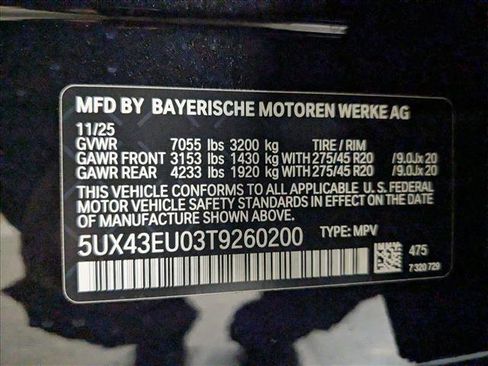 MFD BY BAYERISCHE MOTOREN WERKE AG
11/25
GVWR 7055 lbs 3200 kg TIRE / RIM
GAWR FRONT 3153 lbs 1430 kg WITH 275/45 R20 /9.0Jx20
GAWR REAR 4233 lbs 1920 kg WITH 275/45 R20 /9.0Jx20
THIS VEHICLE CONFORMS TO ALL APPLICABLE U. S. FEDERAL
MOTOR VEHICLE SAFETY STANDARDS IN EFFECT ON THE
DATE OF MANUFACTURE SHOWN ABOVE.
5UX43EU03T9260200 TYPE: MPV
475
7 320 729